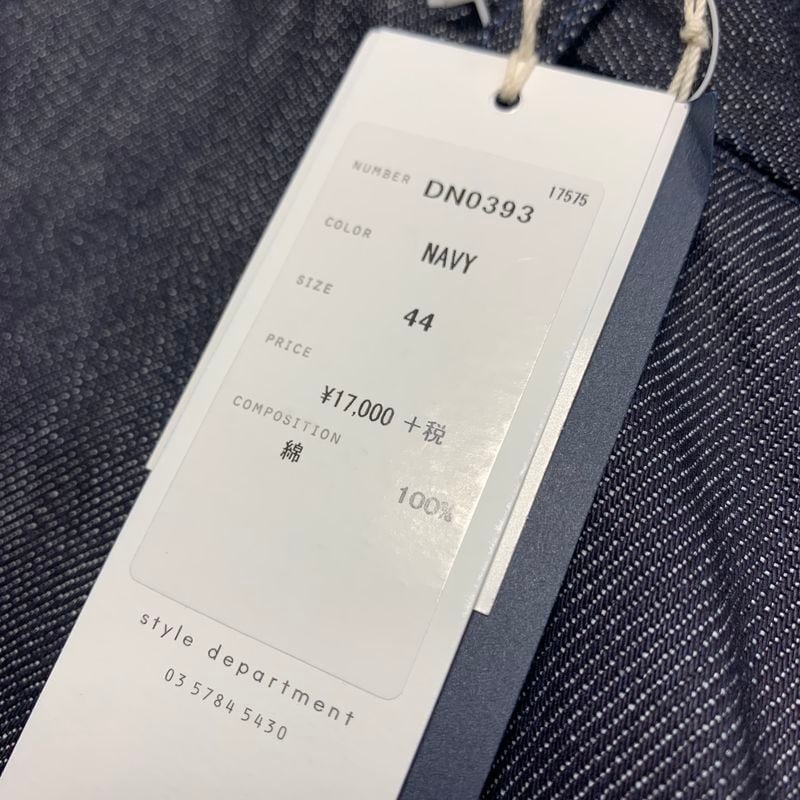 NUMBER DN0393 17575
COLOR NAVY
SIZE 44
PRICE ¥17,000 +税
COMPOSITION
綿 100%
style department
03 5784 5430